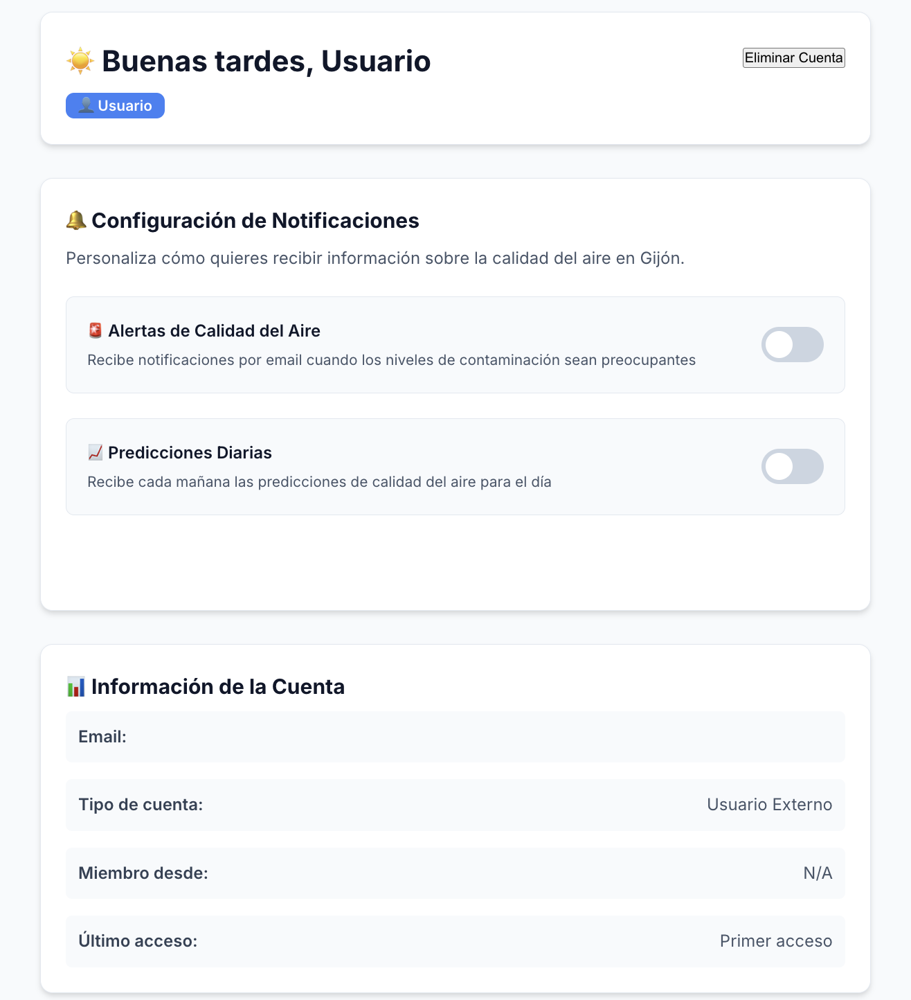 Buenas tardes, Usuario
Eliminar Cuenta
Usuario
Configuración de Notificaciones
Personaliza cómo quieres recibir información sobre la calidad del aire en Gijón.
Alertas de Calidad del Aire
Recibe notificaciones por email cuando los niveles de contaminación sean preocupantes
Predicciones Diarias
Recibe cada mañana las predicciones de calidad del aire para el día
Información de la Cuenta
Email:
Tipo de cuenta: Usuario Externo
Miembro desde: N/A
Último acceso: Primer acceso